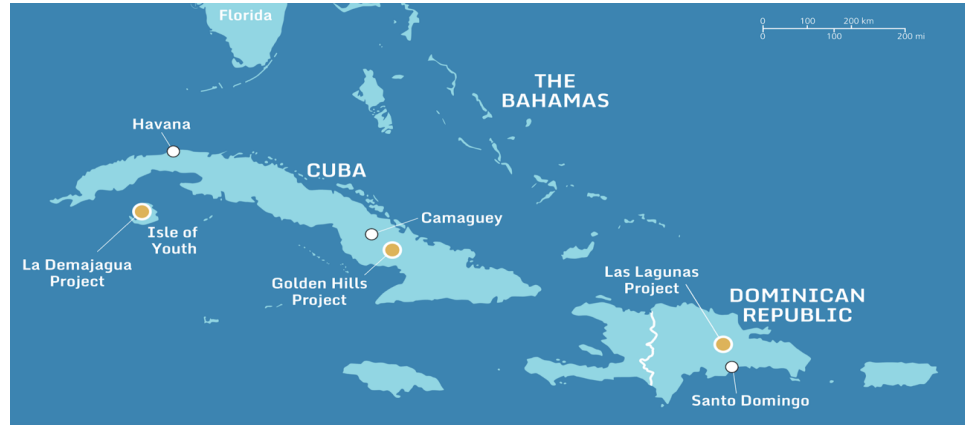 Florida
0 100 200 km
0 100 200 mi
THE
BAHAMAS
Havana
CUBA
Camaguey
Isle of
Youth
La Demajagua
Project
Golden Hills
Project
Las Lagunas
Project
DOMINICAN
REPUBLIC
Santo Domingo